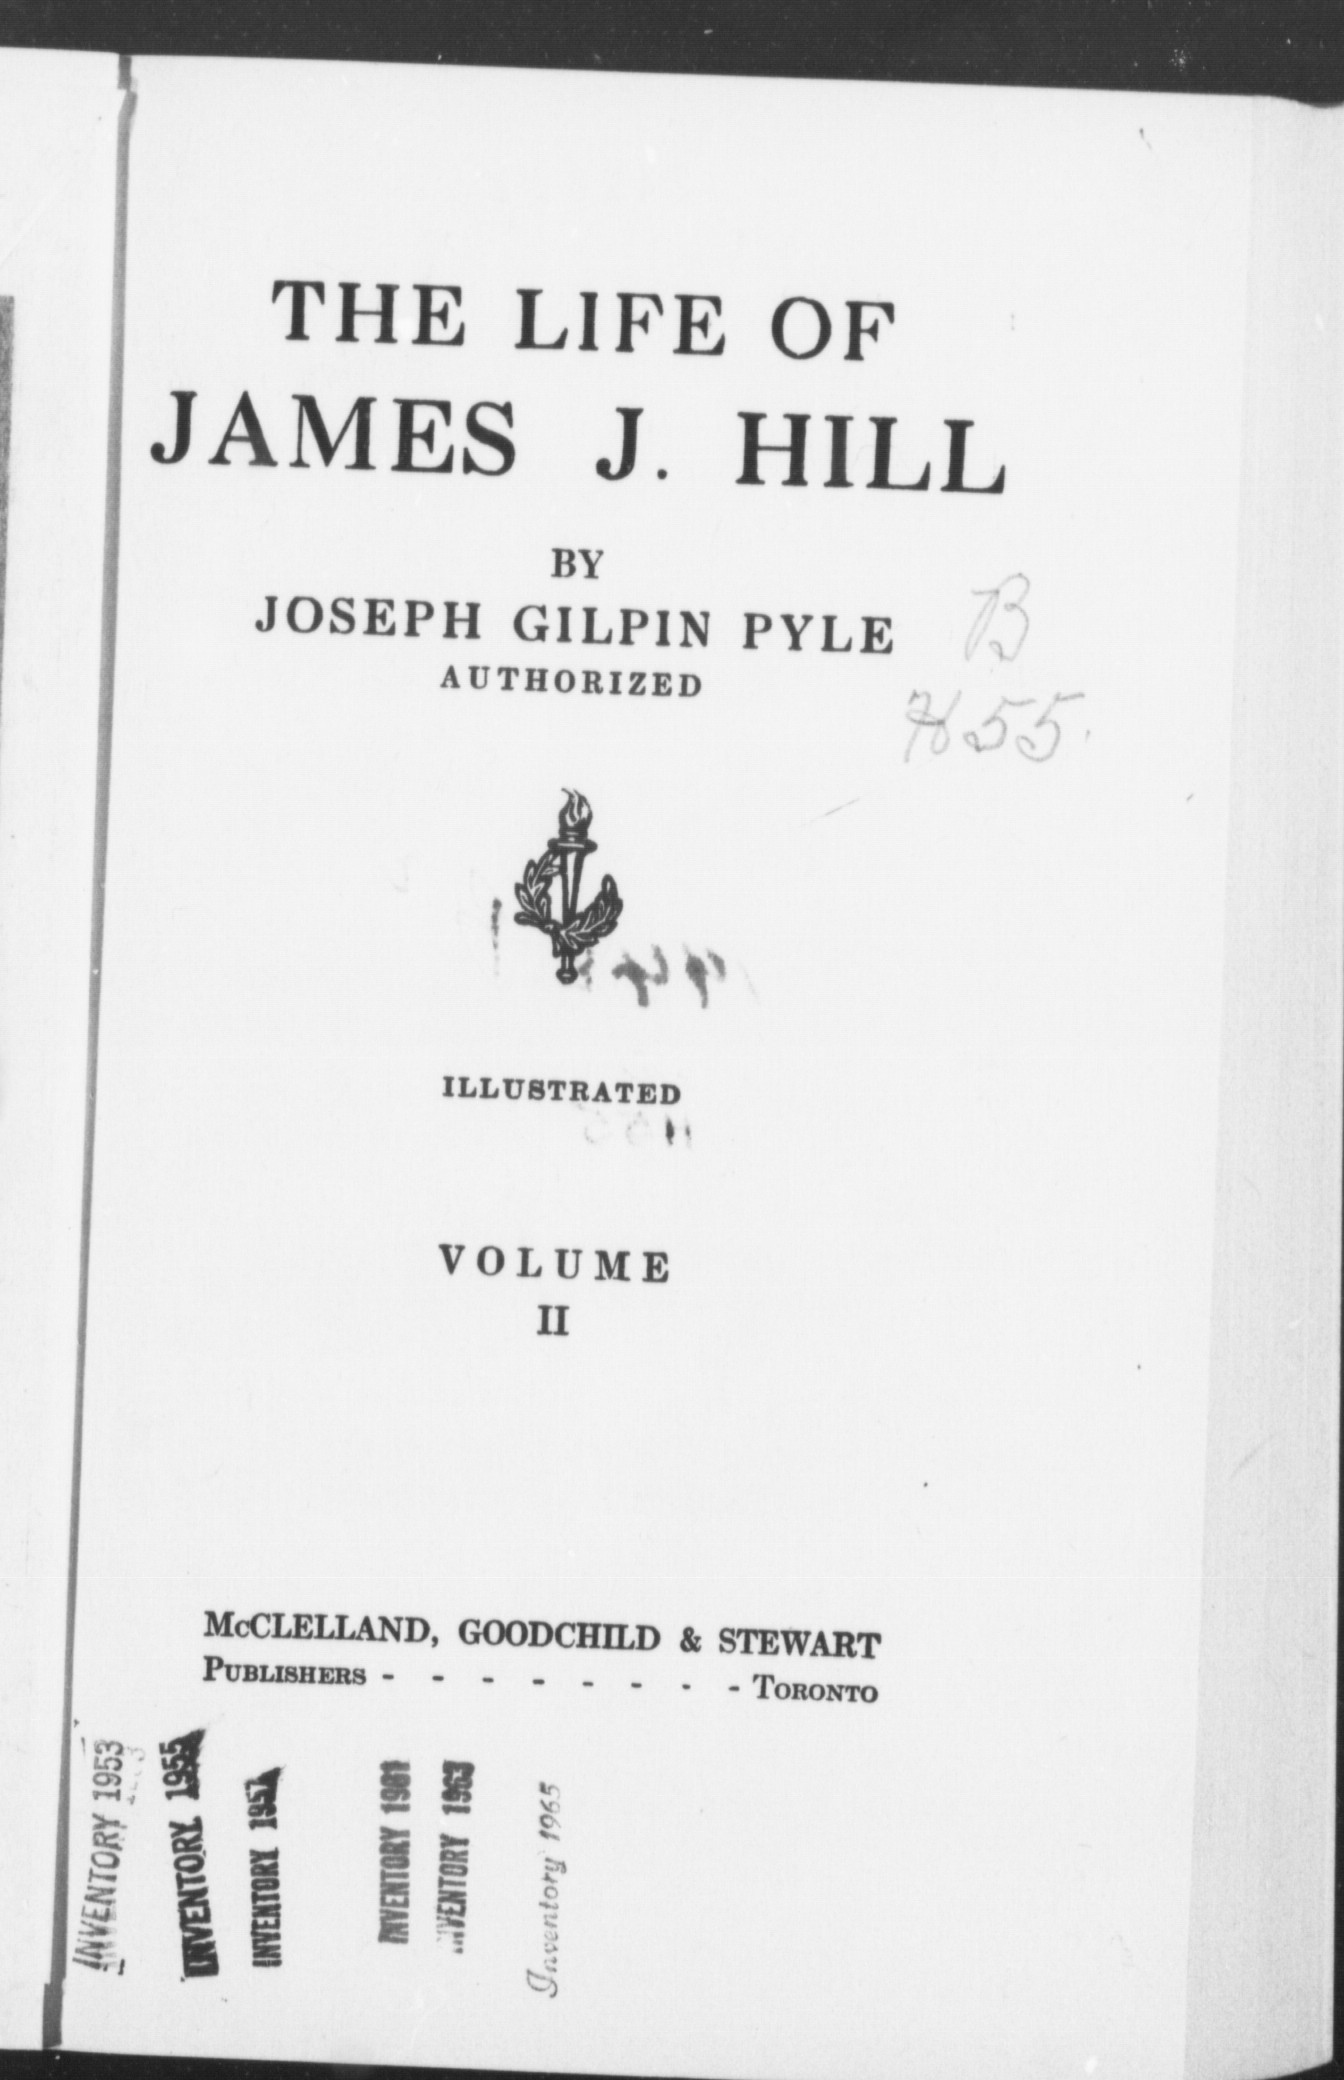 THE LIFE OF
JAMES J. HILL
BY
JOSEPH GILPIN PYLE
AUTHORIZED
B
H55.
ILLUSTRATED
VOLUME
II
McCLELLAND, GOODCHILD & STEWART
PUBLISHERS - - - - - - - - TORONTO
INVENTORY 1953
INVENTORY 1955
INVENTORY 1957
INVENTORY 1961
INVENTORY 1963
Inventory 1965